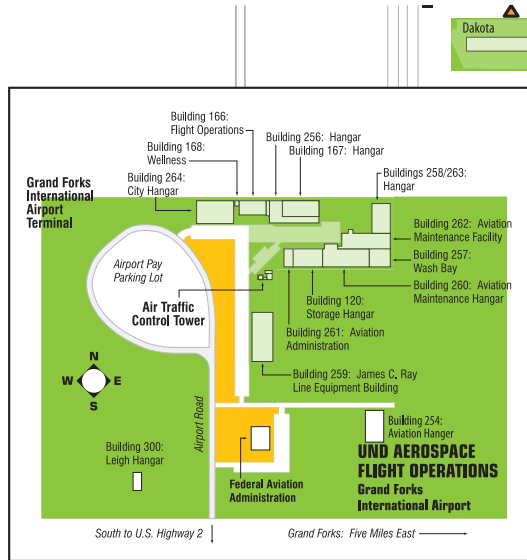 Dakota
Building 166:
Flight Operations
Building 256: Hangar
Building 168:
Wellness
Building 167: Hangar
Building 264:
City Hangar
Buildings 258/263:
Hangar
Grand Forks
International
Airport
Terminal
Building 262: Aviation
Maintenance Facility
Building 257:
Wash Bay
Airport Pay
Parking Lot
Building 260: Aviation
Maintenance Hangar
Air Traffic
Control Tower
Building 120:
Storage Hangar
Building 261: Aviation
Administration
N
W
E
S
Building 259: James C. Ray
Line Equipment Building
Airport Road
Building 254:
Aviation Hanger
Building 300:
Leigh Hangar
UND AEROSPACE
FLIGHT OPERATIONS
Grand Forks
International Airport
Federal Aviation
Administration
South to U.S. Highway 2
Grand Forks: Five Miles East